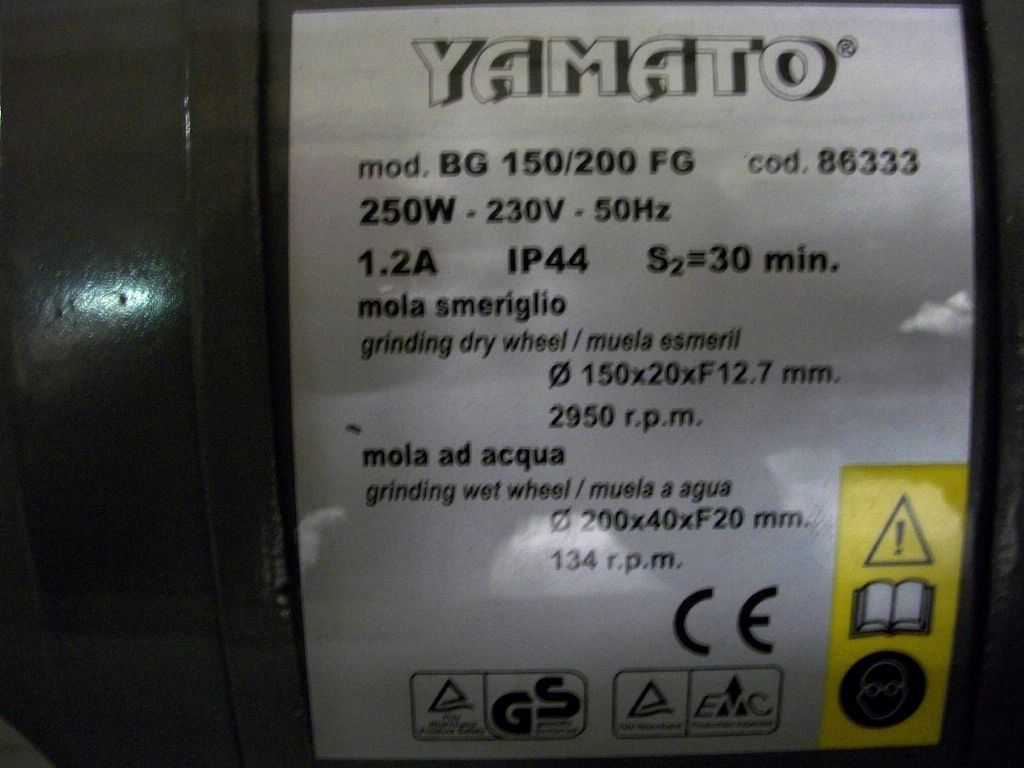 YAMATO®
mod. BG 150/200 FG cod. 86333
250W - 230V - 50Hz
1.2A IP44 S₂=30 min.
mola smeriglio
grinding dry wheel / muela esmeril
Ø 150x20xF12.7 mm.
2950 r.p.m.
mola ad acqua
grinding wet wheel / muela a agua
Ø 200x40xF20 mm.
134 r.p.m.
CE
GS
EMC